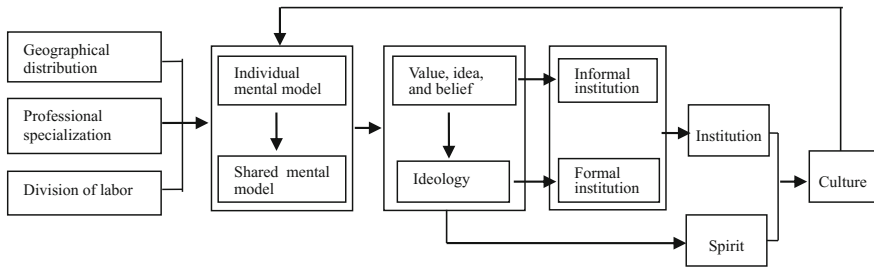 Geographical
distribution
Professional
specialization
Division of labor
Individual
mental model
Shared mental
model
Value, idea,
and belief
Ideology
Informal
institution
Formal
institution
Institution
Spirit
Culture